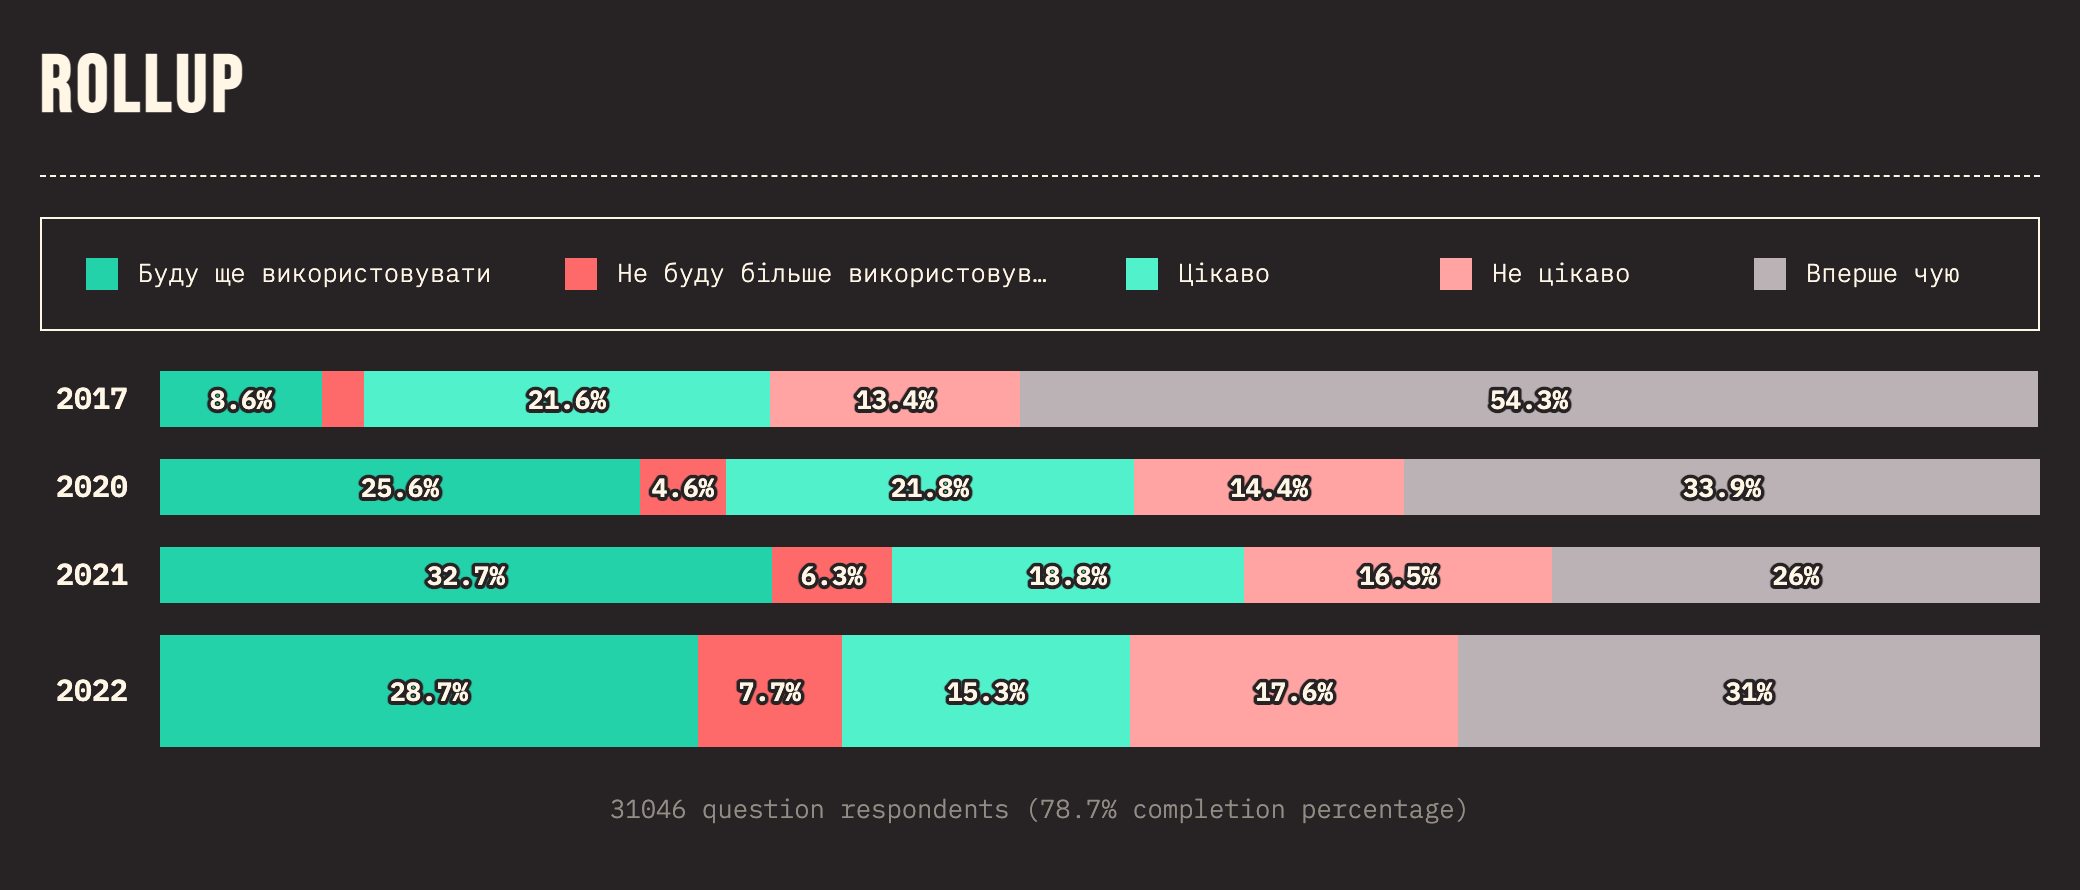 ROLLUP
Буду ще використовувати Не буду більше використовув… Цікаво Не цікаво Вперше чую
2017 8.6% 21.6% 13.4% 54.3%
2020 25.6% 4.6% 21.8% 14.4% 33.9%
2021 32.7% 6.3% 18.8% 16.5% 26%
2022 28.7% 7.7% 15.3% 17.6% 31%
31046 question respondents (78.7% completion percentage)